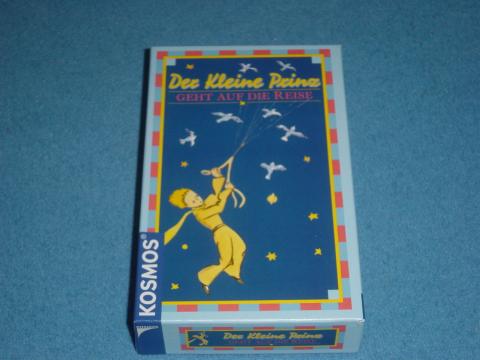 Der Kleine Prinz
GEHT AUF DIE REISE
KOSMOS®
Der Kleine Prinz